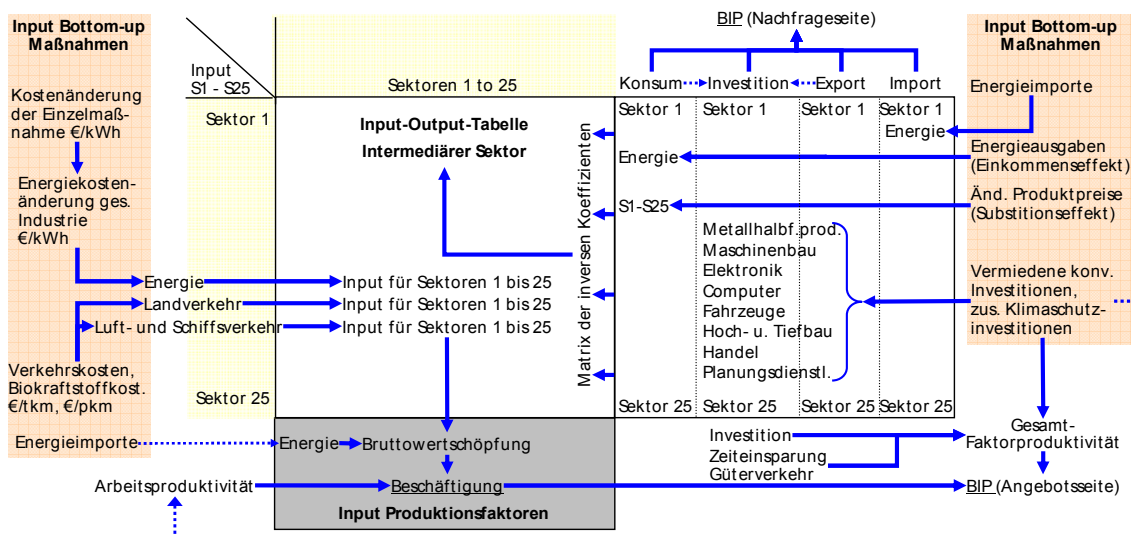 Input Bottom-up
Maßnahmen
Kostenänderung
der Einzelmaß-
nahme €/kWh
Energiekosten-
änderung ges.
Industrie
€/kWh
Verkehrskosten,
Biokraftstoffkost.
€/tkm, €/pkm
Energieimporte
Arbeitsproduktivität
Input
S1 - S25
Sektor 1
Sektor 25
Energie
Landverkehr
Luft- und Schiffsverkehr
Sektoren 1 to 25
Input-Output-Tabelle
Intermediärer Sektor
Input für Sektoren 1 bis 25
Input für Sektoren 1 bis 25
Input für Sektoren 1 bis 25
Matrix der inversen Koeffizienten
Energie
Bruttowertschöpfung
Beschäftigung
Input Produktionsfaktoren
BIP (Nachfrageseite)
Konsum
Investition
Export
Import
Sektor 1
Sektor 1
Sektor 1
Sektor 1
Energie
Energie
S1-S25
Metallhalbf.prod.
Maschinenbau
Elektronik
Computer
Fahrzeuge
Hoch- u. Tiefbau
Handel
Planungsdienstl.
Sektor 25
Sektor 25
Sektor 25
Sektor 25
Investition
Zeiteinsparung
Güterverkehr
Input Bottom-up
Maßnahmen
Energieimporte
Energieausgaben
(Einkommenseffekt)
Änd. Produktpreise
(Substitionseffekt)
Vermiedene konv.
Investitionen,
zus. Klimaschutz-
investitionen
Gesamt-
Faktorproduktivität
BIP (Angebotsseite)